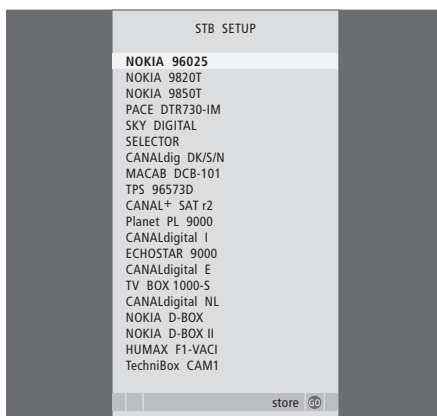 STB SETUP
NOKIA 96025
NOKIA 9820T
NOKIA 9850T
PACE DTR730-IM
SKY DIGITAL
SELECTOR
CANALdig DK/S/N
MACAB DCB-101
TPS 96573D
CANAL+ SAT r2
Planet PL 9000
CANALdigital I
ECHOSTAR 9000
CANALdigital E
TV BOX 1000-S
CANALdigital NL
NOKIA D-BOX
NOKIA D-BOX II
HUMAX F1-VACI
TechniBox CAM1
store GO